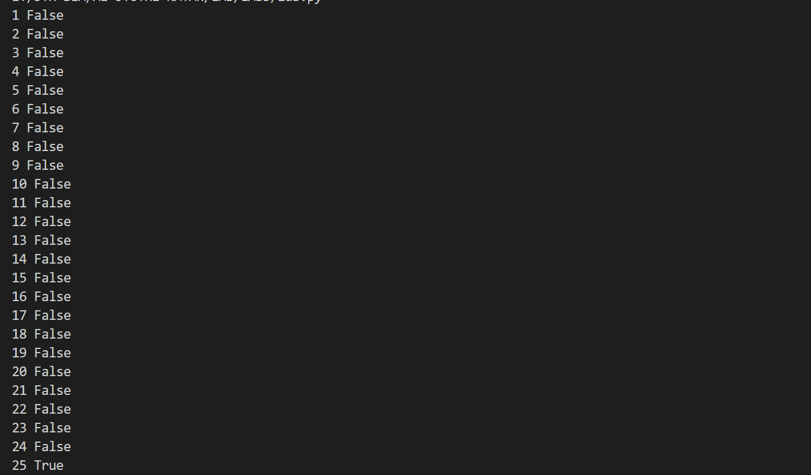 1 False
2 False
3 False
4 False
5 False
6 False
7 False
8 False
9 False
10 False
11 False
12 False
13 False
14 False
15 False
16 False
17 False
18 False
19 False
20 False
21 False
22 False
23 False
24 False
25 True